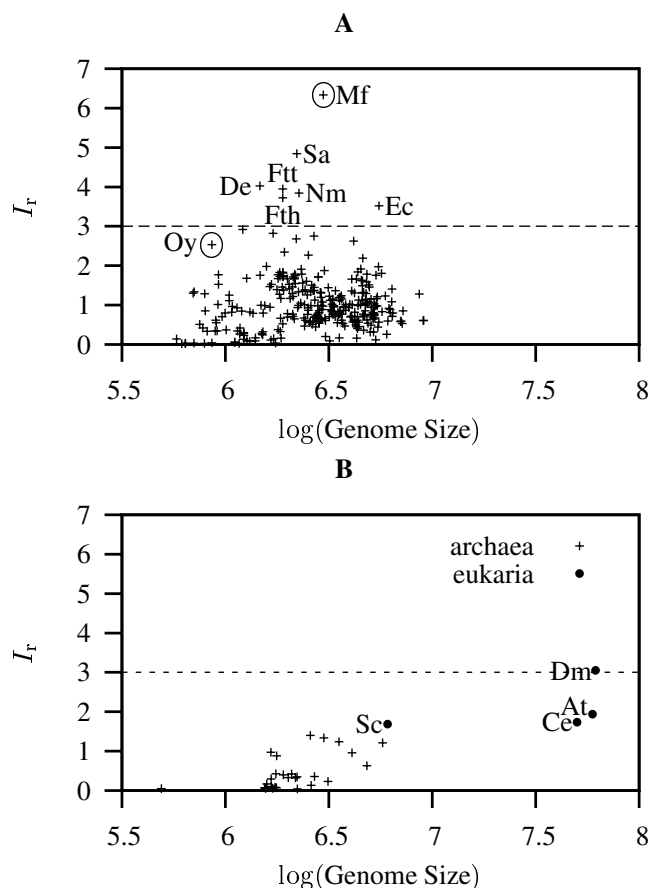 A
7
6
5
4
3
2
1
0
Ir
Mf
Sa
Ftt
De
Nm
Ec
Fth
Oy
5.5 6 6.5 7 7.5 8
log(Genome Size)
B
7
6
5
4
3
2
1
0
Ir
archaea
eukaria
Dm
At
Sc
Ce
5.5 6 6.5 7 7.5 8
log(Genome Size)